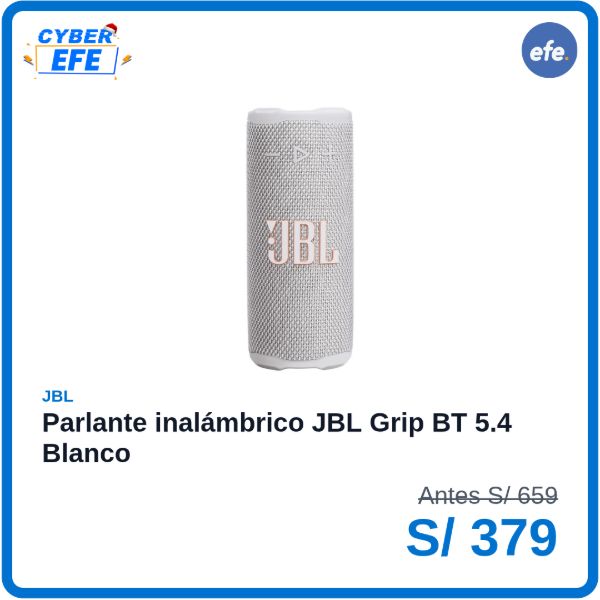 CYBER
EFE
efe.
JBL
JBL
Parlante inalámbrico JBL Grip BT 5.4
Blanco
Antes S/ 659
S/ 379